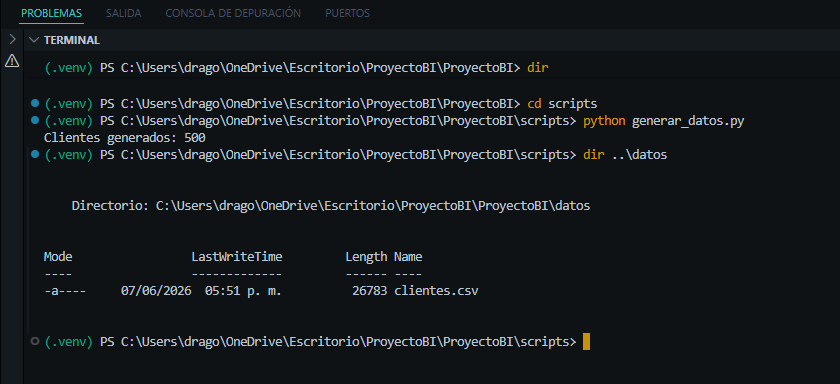 PROBLEMAS SALIDA CONSOLA DE DEPURACIÓN PUERTOS
TERMINAL
(.venv) PS C:\Users\drago\OneDrive\Escritorio\ProyectoBI\ProyectoBI> dir
(.venv) PS C:\Users\drago\OneDrive\Escritorio\ProyectoBI\ProyectoBI> cd scripts
(.venv) PS C:\Users\drago\OneDrive\Escritorio\ProyectoBI\ProyectoBI\scripts> python generar_datos.py
Clientes generados: 500
(.venv) PS C:\Users\drago\OneDrive\Escritorio\ProyectoBI\ProyectoBI\scripts> dir ..\datos
Directorio: C:\Users\drago\OneDrive\Escritorio\ProyectoBI\ProyectoBI\datos
Mode LastWriteTime Length Name
---- ------------- ------ ----
-a---- 07/06/2026 05:51 p. m. 26783 clientes.csv
(.venv) PS C:\Users\drago\OneDrive\Escritorio\ProyectoBI\ProyectoBI\scripts>